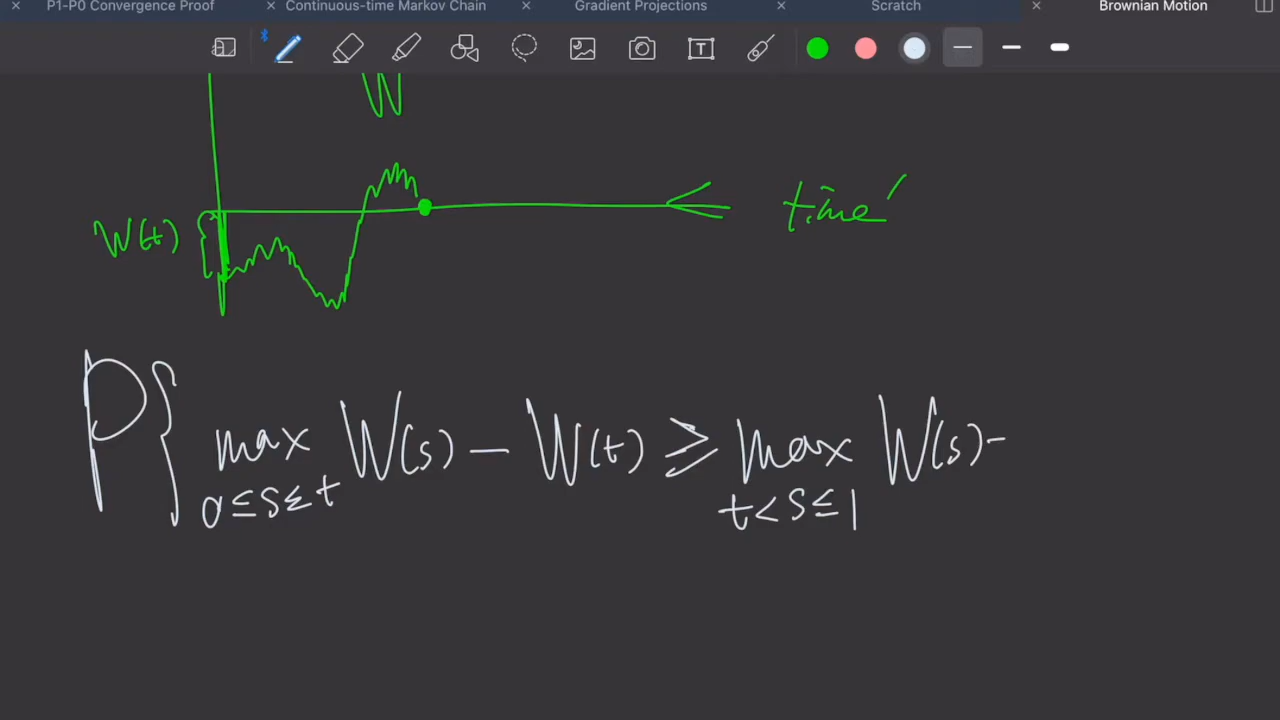 P1-P0 Convergence Proof
Continuous-time Markov Chain
Gradient Projections
Scratch
Brownian Motion
T
W
time'
W(t)
P{ max W(s) - W(t) ≥ max W(s) -
0 ≤ s ≤ t t < s ≤ 1